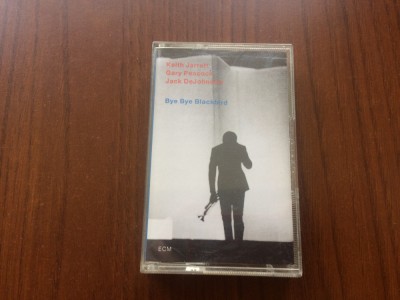 Keith Jarrett
Gary Peacock
Jack DeJohnette
Bye Bye Blackbird
ECM